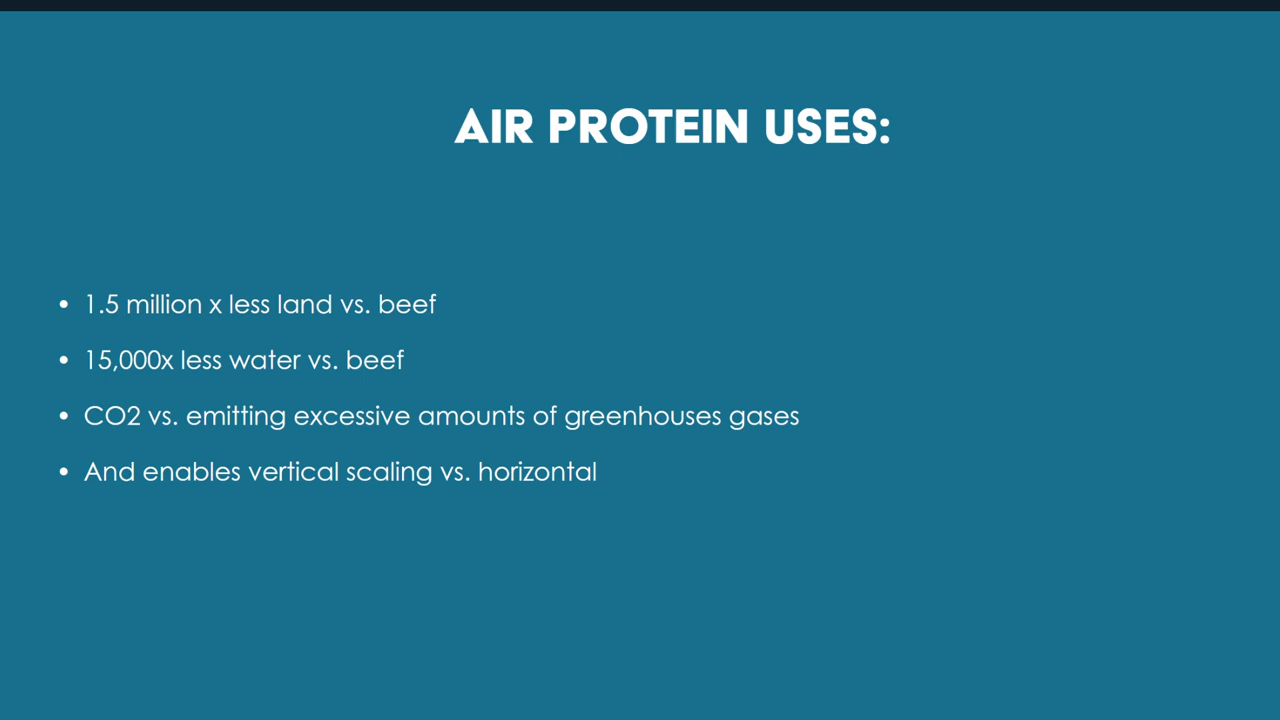 AIR PROTEIN USES:
• 1.5 million x less land vs. beef
• 15,000x less water vs. beef
• CO2 vs. emitting excessive amounts of greenhouses gases
• And enables vertical scaling vs. horizontal